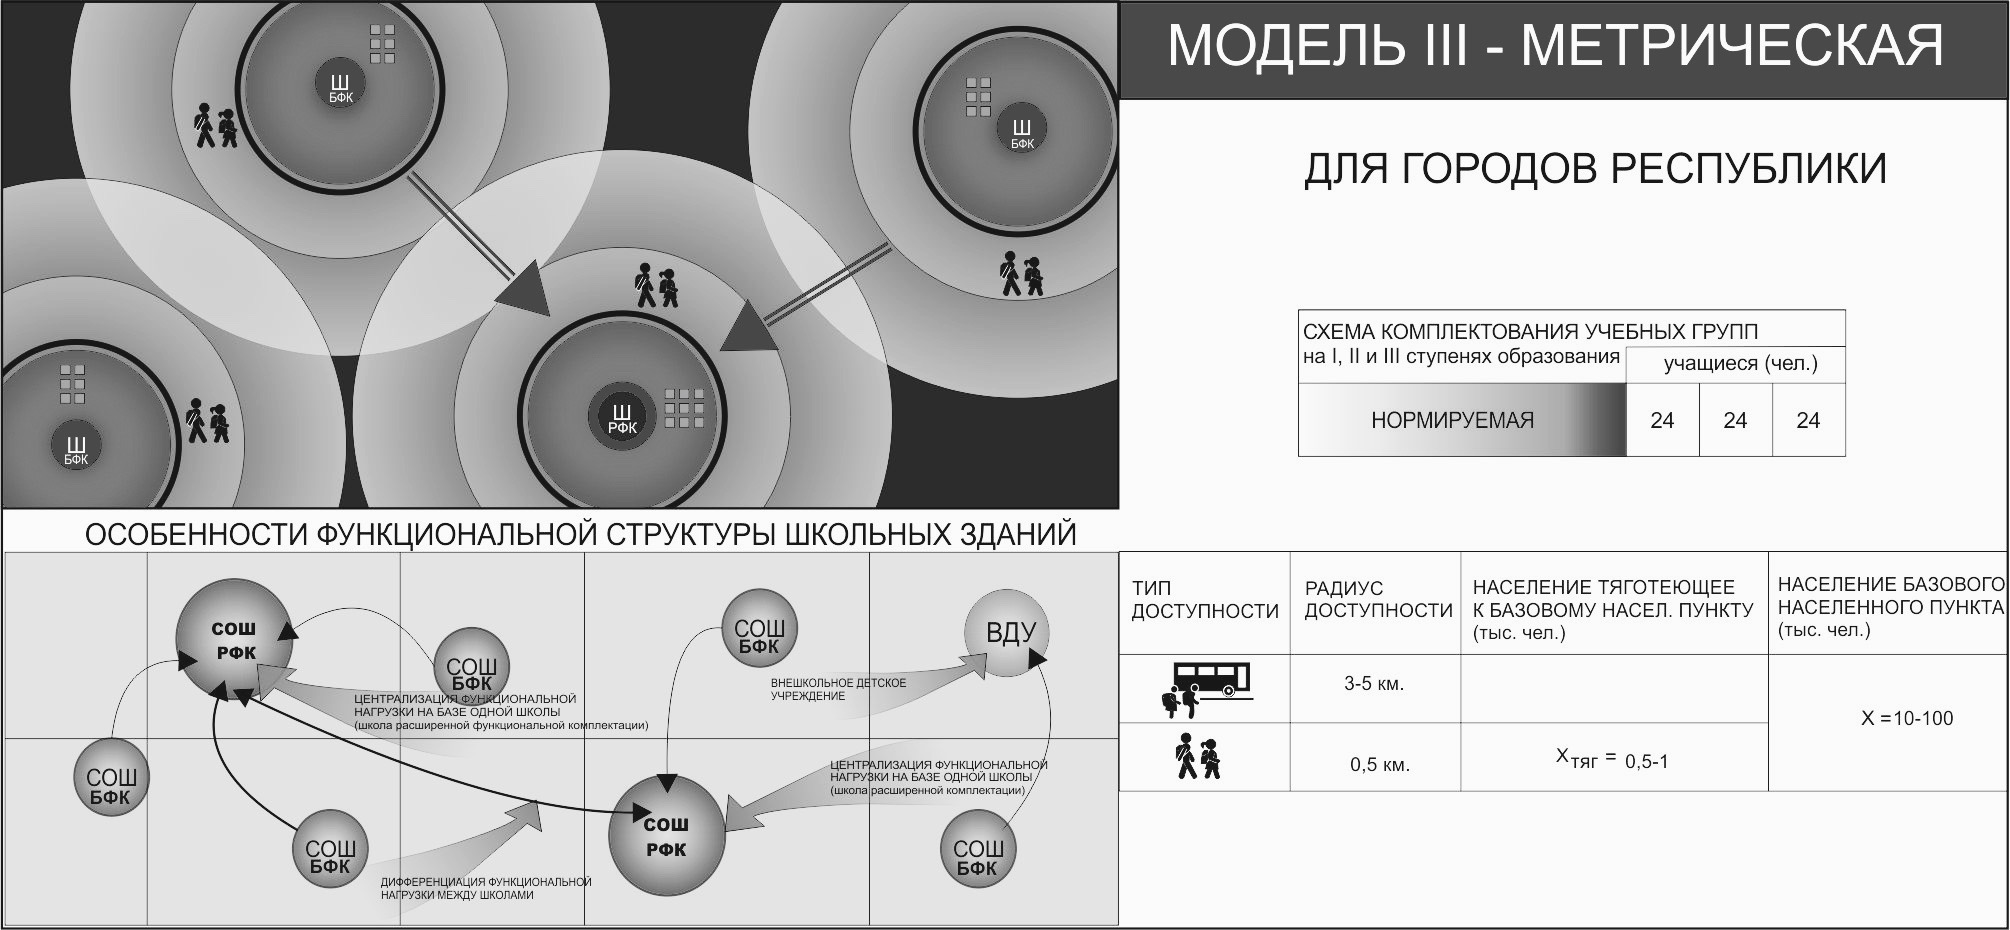 МОДЕЛЬ III - МЕТРИЧЕСКАЯ
ДЛЯ ГОРОДОВ РЕСПУБЛИКИ
Ш
БФК
Ш
БФК
Ш
БФК
Ш
РФК
СХЕМА КОМПЛЕКТОВАНИЯ УЧЕБНЫХ ГРУПП
на I, II и III ступенях образования
учащиеся (чел.)
НОРМИРУЕМАЯ 24 24 24
ОСОБЕННОСТИ ФУНКЦИОНАЛЬНОЙ СТРУКТУРЫ ШКОЛЬНЫХ ЗДАНИЙ
СОШ
РФК
СОШ
БФК
ЦЕНТРАЛИЗАЦИЯ ФУНКЦИОНАЛЬНОЙ
НАГРУЗКИ НА БАЗЕ ОДНОЙ ШКОЛЫ
(школа расширенной функциональной комплектации)
СОШ
БФК
ВДУ
ВНЕШКОЛЬНОЕ ДЕТСКОЕ
УЧРЕЖДЕНИЕ
СОШ
БФК
СОШ
БФК
ДИФФЕРЕНЦИАЦИЯ ФУНКЦИОНАЛЬНОЙ
НАГРУЗКИ МЕЖДУ ШКОЛАМИ
СОШ
РФК
ЦЕНТРАЛИЗАЦИЯ ФУНКЦИОНАЛЬНОЙ
НАГРУЗКИ НА БАЗЕ ОДНОЙ ШКОЛЫ
(школа расширенной комплектации)
СОШ
БФК
ТИП
ДОСТУПНОСТИ
РАДИУС
ДОСТУПНОСТИ
НАСЕЛЕНИЕ ТЯГОТЕЮЩЕЕ
К БАЗОВОМУ НАСЕЛ. ПУНКТУ
(тыс. чел.)
НАСЕЛЕНИЕ БАЗОВОГО
НАСЕЛЕННОГО ПУНКТА
(тыс. чел.)
3-5 км.
X =10-100
0,5 км.
Xтяг = 0,5-1